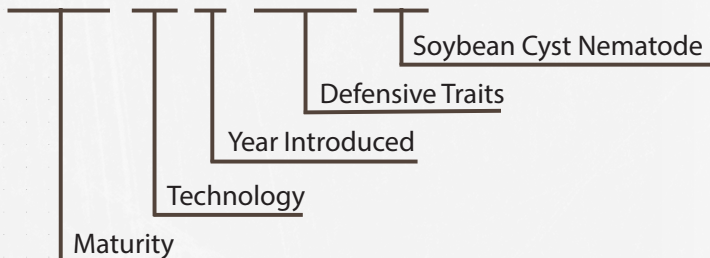 Soybean Cyst Nematode
Defensive Traits
Year Introduced
Technology
Maturity